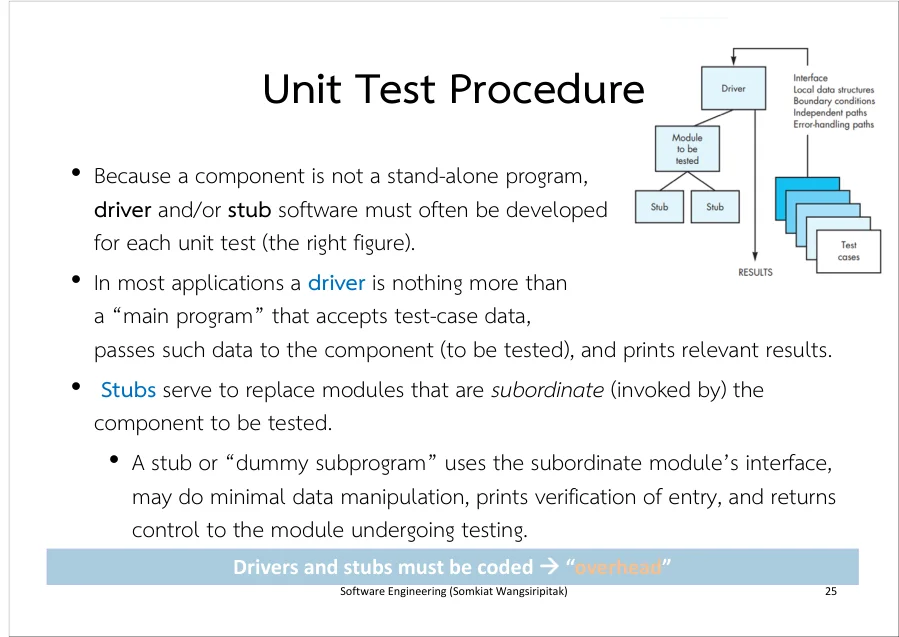 Unit Test Procedure
• Because a component is not a stand-alone program,
driver and/or stub software must often be developed
for each unit test (the right figure).
• In most applications a driver is nothing more than
a “main program” that accepts test-case data,
passes such data to the component (to be tested), and prints relevant results.
• Stubs serve to replace modules that are subordinate (invoked by) the
component to be tested.
• A stub or “dummy subprogram” uses the subordinate module’s interface,
may do minimal data manipulation, prints verification of entry, and returns
control to the module undergoing testing.
Driver
Interface
Local data structures
Boundary conditions
Independent paths
Error-handling paths
Module
to be
tested
Stub
Stub
Test
cases
RESULTS
Drivers and stubs must be coded → “overhead”
Software Engineering (Somkiat Wangsiripitak)
25